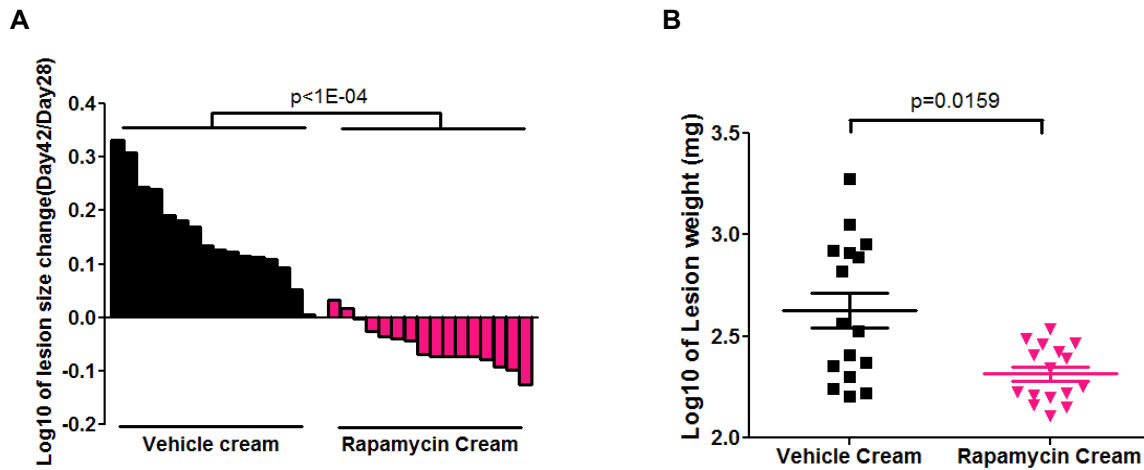 A
Log10 of lesion size change(Day42/Day28)
p<1E-04
0.4
0.3
0.2
0.1
0.0
-0.1
-0.2
Vehicle cream
Rapamycin Cream
B
Log10 of Lesion weight (mg)
p=0.0159
3.5
3.0
2.5
2.0
Vehicle Cream
Rapamycin Cream